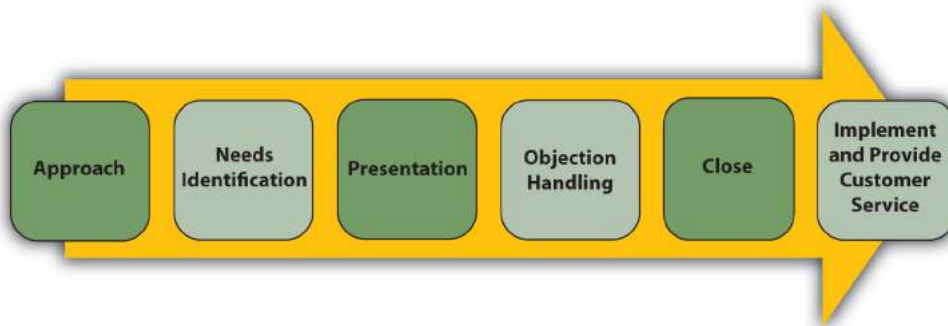 Approach
Needs
Identification
Presentation
Objection
Handling
Close
Implement
and Provide
Customer
Service